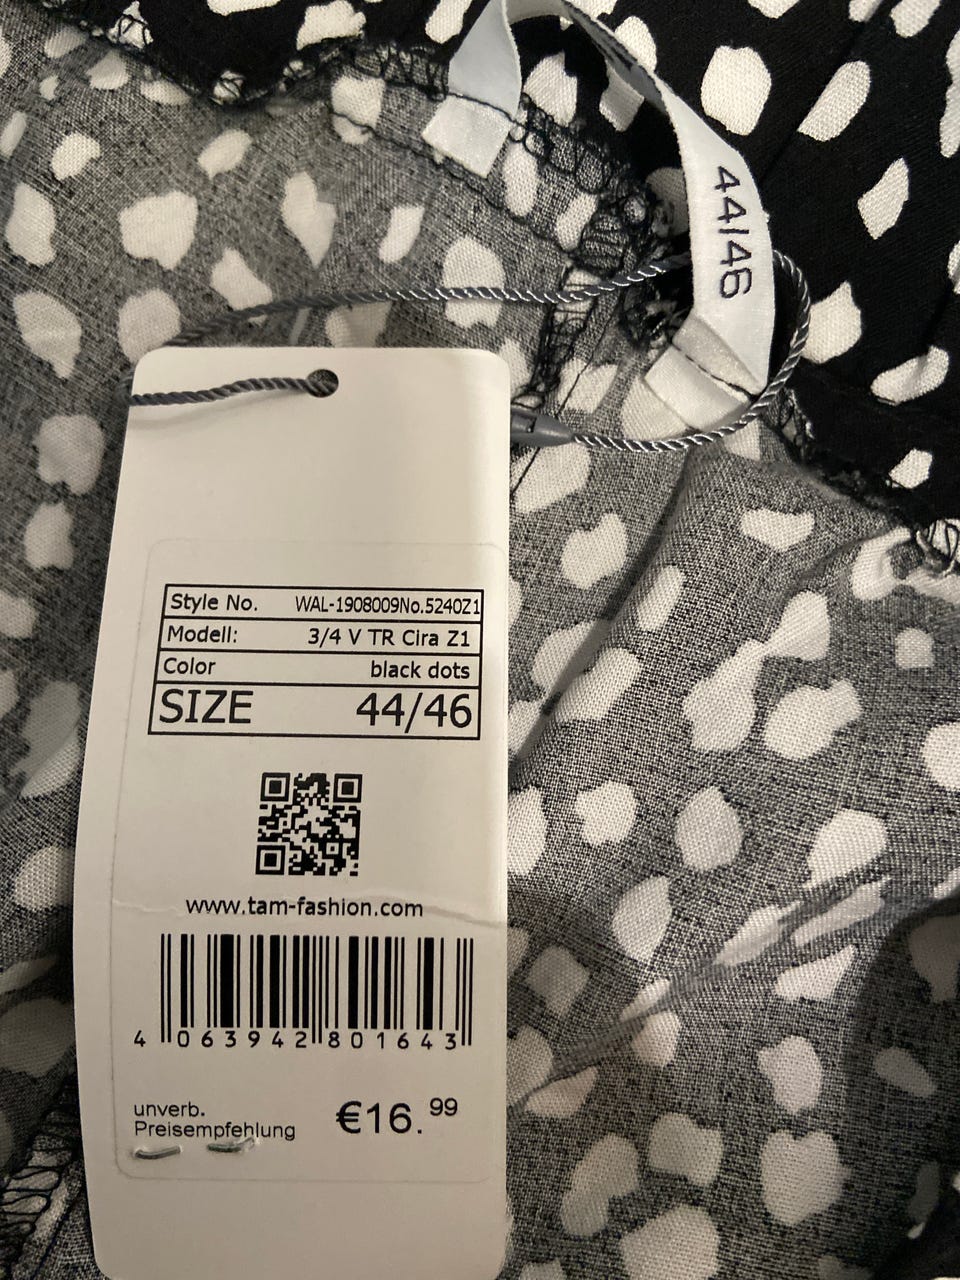 44/46
Style No. WAL-1908009No.5240Z1
Modell: 3/4 V TR Cira Z1
Color black dots
SIZE 44/46
www.tam-fashion.com
4 063942 801643
unverb.
Preisempfehlung €16.99